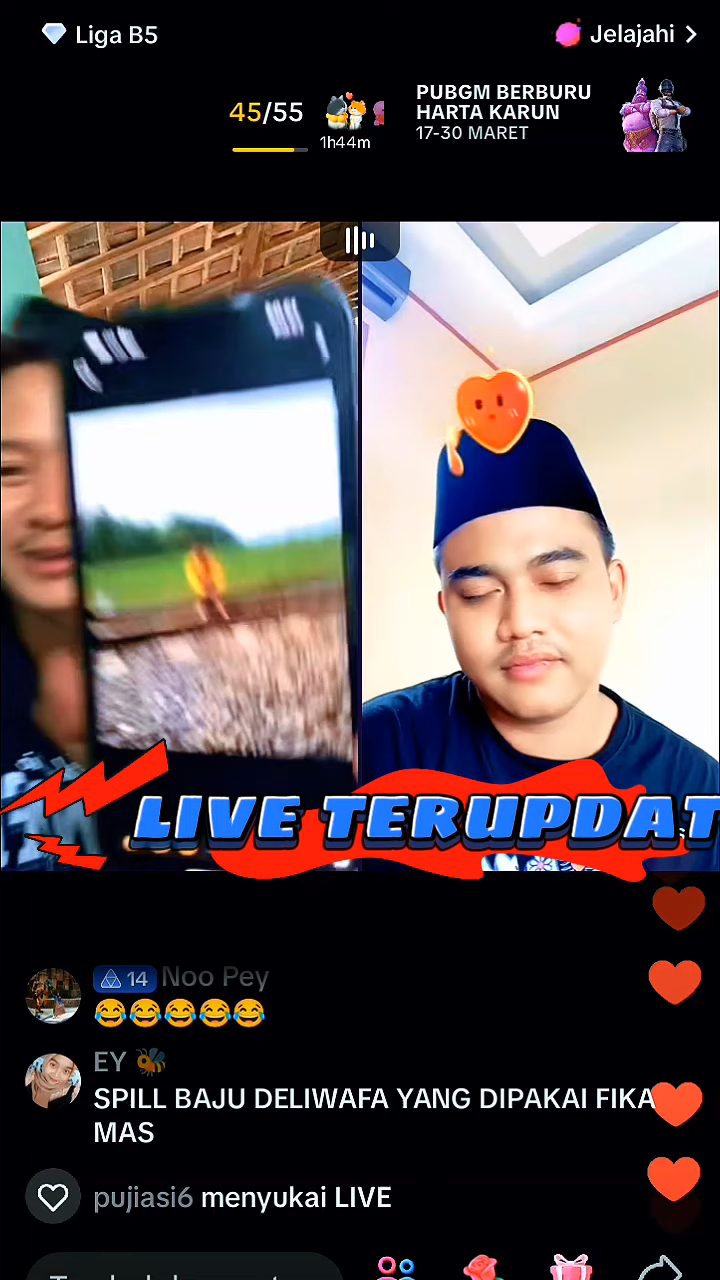 Liga B5
Jelajahi
45/55
1h44m
PUBGM BERBURU
HARTA KARUN
17-30 MARET
LIVE TERUPDAT
14 Noo Pey
😂😂😂😂😂
EY 🐝
SPILL BAJU DELIWAFA YANG DIPAKAI FIKA
MAS
pujiasi6 menyukai LIVE